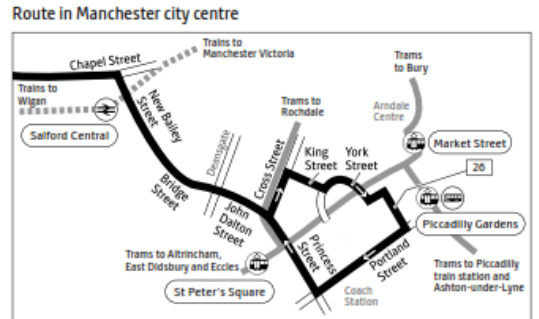 Route in Manchester city centre
Chapel Street
Trains to
Manchester Victoria
Trams
to Bury
Trains to
Wigan
Salford Central
New Bailey
Street
Deansgate
Trams to
Rochdale
Arndale
Centre
Market Street
Cross Street
King
Street
York
Street
26
Bridge
Street
John
Dalton
Street
Princess
Street
Piccadilly Gardens
Portland
Street
Trams to Altrincham,
East Didsbury and Eccles
St Peter's Square
Coach
Station
Trams to Piccadilly
train station and
Ashton-under-Lyne